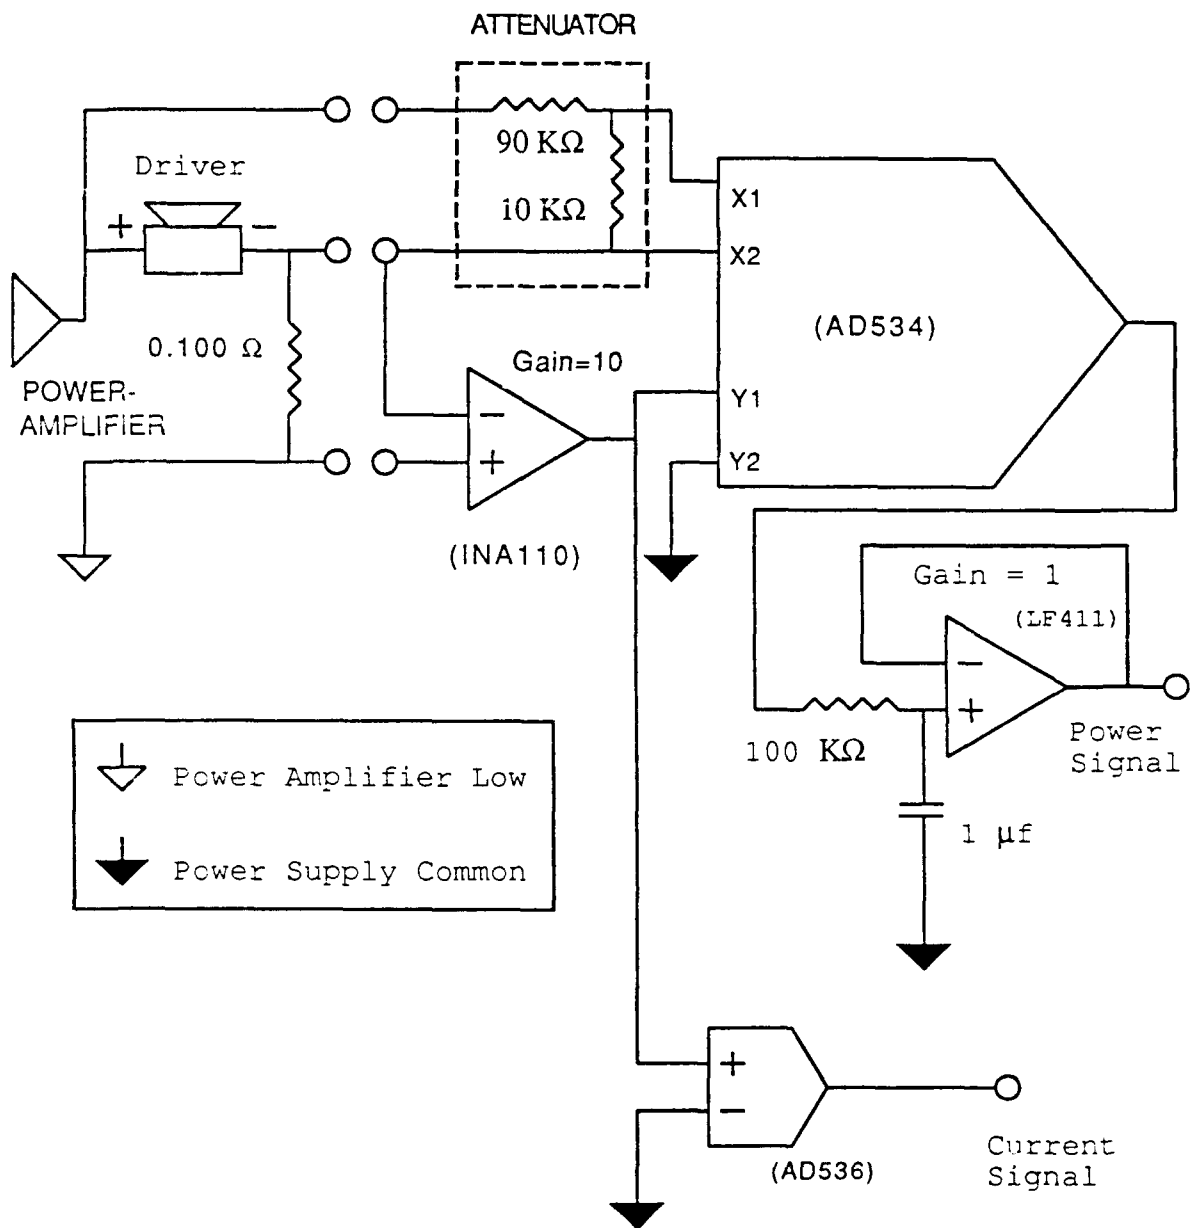 ATTENUATOR
90 KΩ
10 KΩ
Driver
+
-
X1
X2
(AD534)
0.100 Ω
Gain=10
POWER-
AMPLIFIER
-
+
Y1
Y2
(INA110)
Gain = 1
(LF411)
-
+
100 KΩ
Power
Signal
1 µf
Power Amplifier Low
Power Supply Common
+
-
(AD536)
Current
Signal